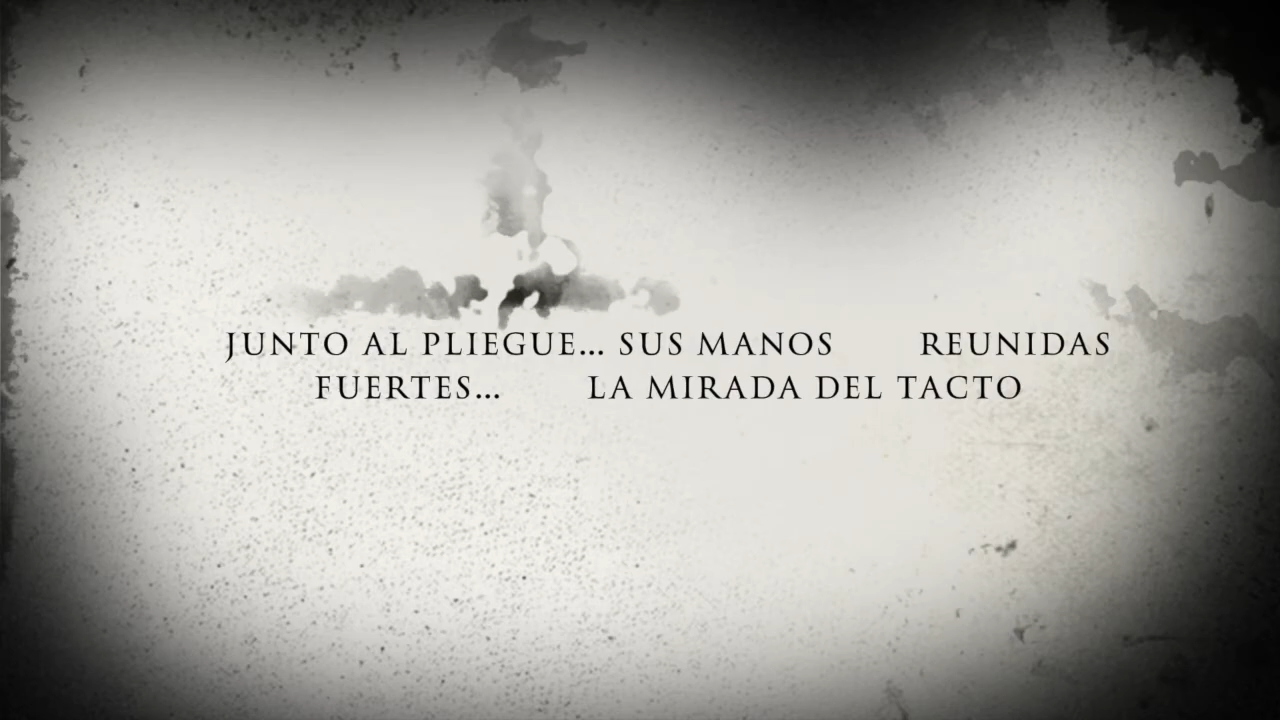 JUNTO AL PLIEGUE... SUS MANOS REUNIDAS
FUERTES... LA MIRADA DEL TACTO